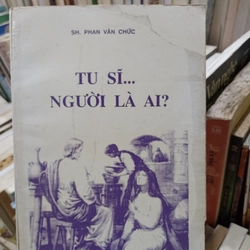 SH. PHAN VĂN CHỨC
TU SĨ...
NGƯỜI LÀ AI?